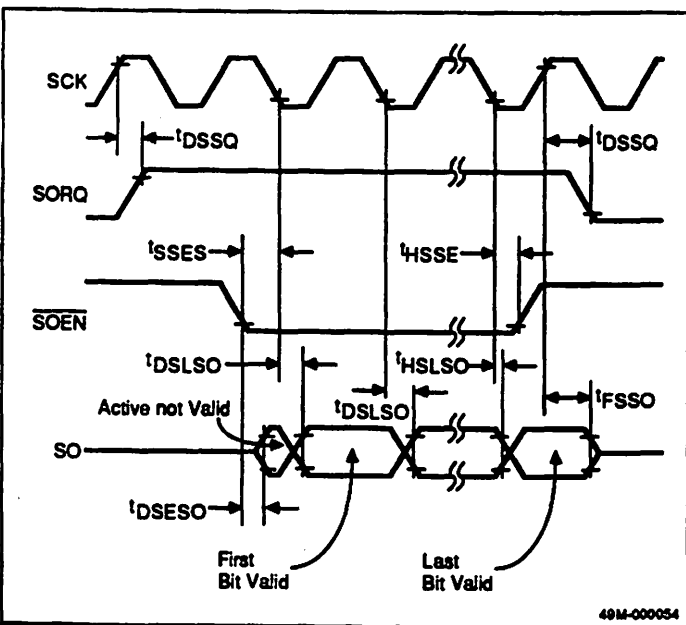 SCK
tDSSQ
tDSSQ
SORQ
tSSES
tHSSE
SOEN
tDSLSO
tHSLSO
tDSLSO
tFSSO
Active not Valid
SO
tDSESO
First
Bit Valid
Last
Bit Valid
49M-000054